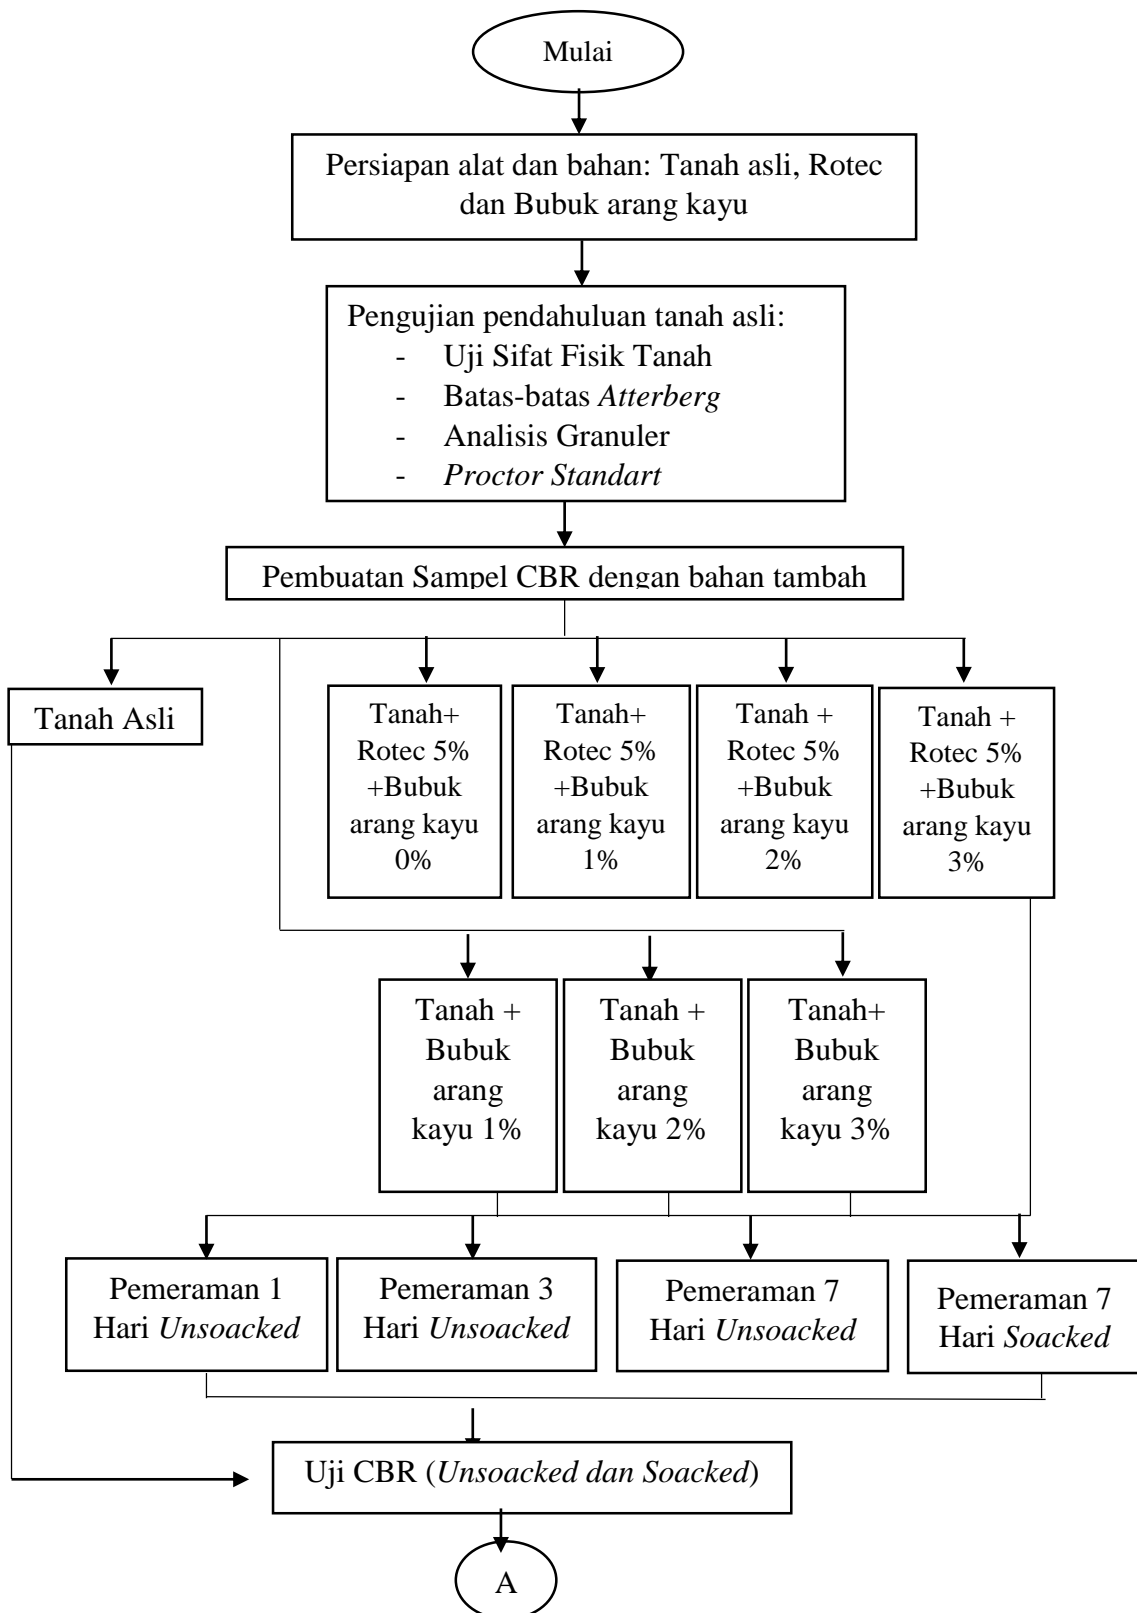 Mulai
Persiapan alat dan bahan: Tanah asli, Rotec
dan Bubuk arang kayu
Pengujian pendahuluan tanah asli:
- Uji Sifat Fisik Tanah
- Batas-batas Atterberg
- Analisis Granuler
- Proctor Standart
Pembuatan Sampel CBR dengan bahan tambah
Tanah Asli
Tanah+
Rotec 5%
+Bubuk
arang kayu
0%
Tanah+
Rotec 5%
+Bubuk
arang kayu
1%
Tanah +
Rotec 5%
+Bubuk
arang kayu
2%
Tanah +
Rotec 5%
+Bubuk
arang kayu
3%
Tanah +
Bubuk
arang
kayu 1%
Tanah +
Bubuk
arang
kayu 2%
Tanah+
Bubuk
arang
kayu 3%
Pemeraman 1
Hari Unsoacked
Pemeraman 3
Hari Unsoacked
Pemeraman 7
Hari Unsoacked
Pemeraman 7
Hari Soacked
Uji CBR (Unsoacked dan Soacked)
A